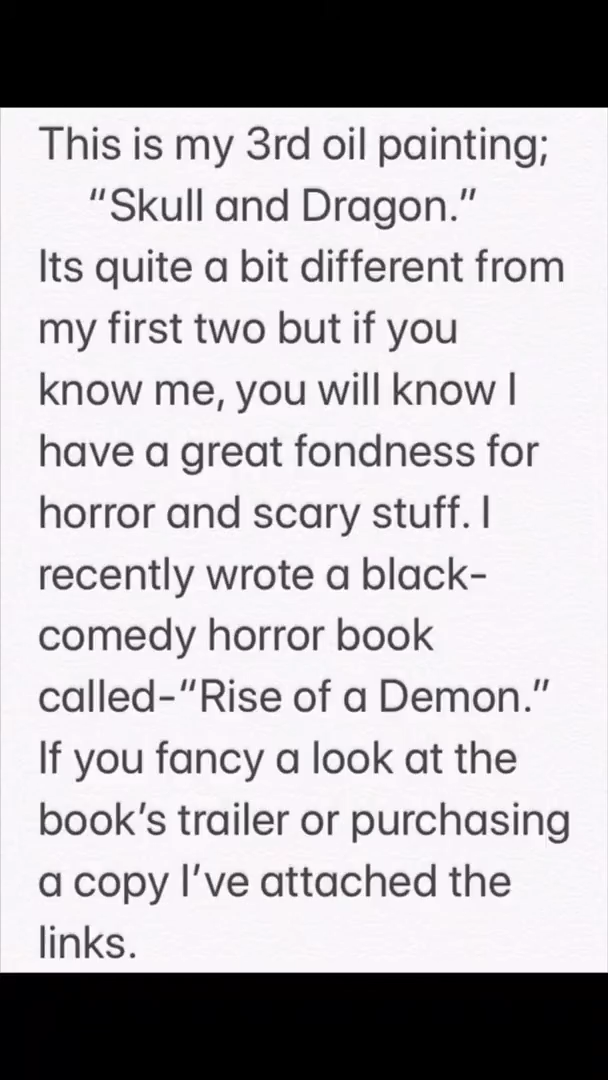 This is my 3rd oil painting;
“Skull and Dragon.”
Its quite a bit different from
my first two but if you
know me, you will know I
have a great fondness for
horror and scary stuff. I
recently wrote a black-
comedy horror book
called-“Rise of a Demon.”
If you fancy a look at the
book’s trailer or purchasing
a copy I’ve attached the
links.